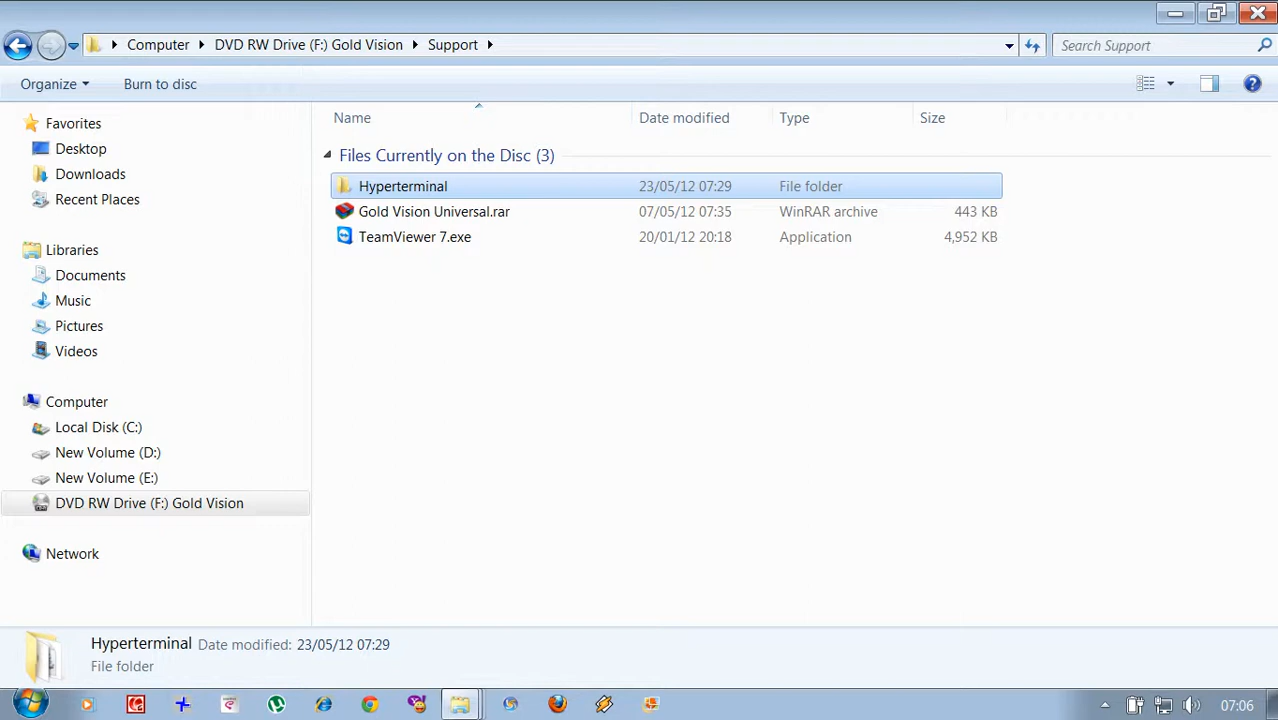 Computer DVD RW Drive (F:) Gold Vision Support Search Support
Organize Burn to disc
Favorites
Desktop
Downloads
Recent Places
Libraries
Documents
Music
Pictures
Videos
Computer
Local Disk (C:)
New Volume (D:)
New Volume (E:)
DVD RW Drive (F:) Gold Vision
Network
Name Date modified Type Size
Files Currently on the Disc (3)
Hyperterminal 23/05/12 07:29 File folder
Gold Vision Universal.rar 07/05/12 07:35 WinRAR archive 443 KB
TeamViewer 7.exe 20/01/12 20:18 Application 4,952 KB
Hyperterminal Date modified: 23/05/12 07:29
File folder
07:06